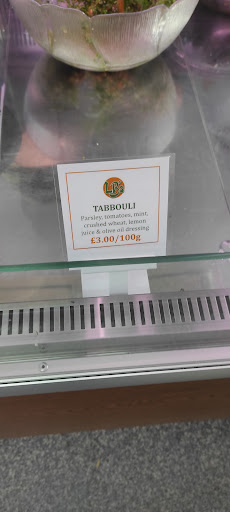 TABBOULI
Parsley, tomatoes, mint,
crushed wheat, lemon
juice & olive oil dressing
£3.00/100g